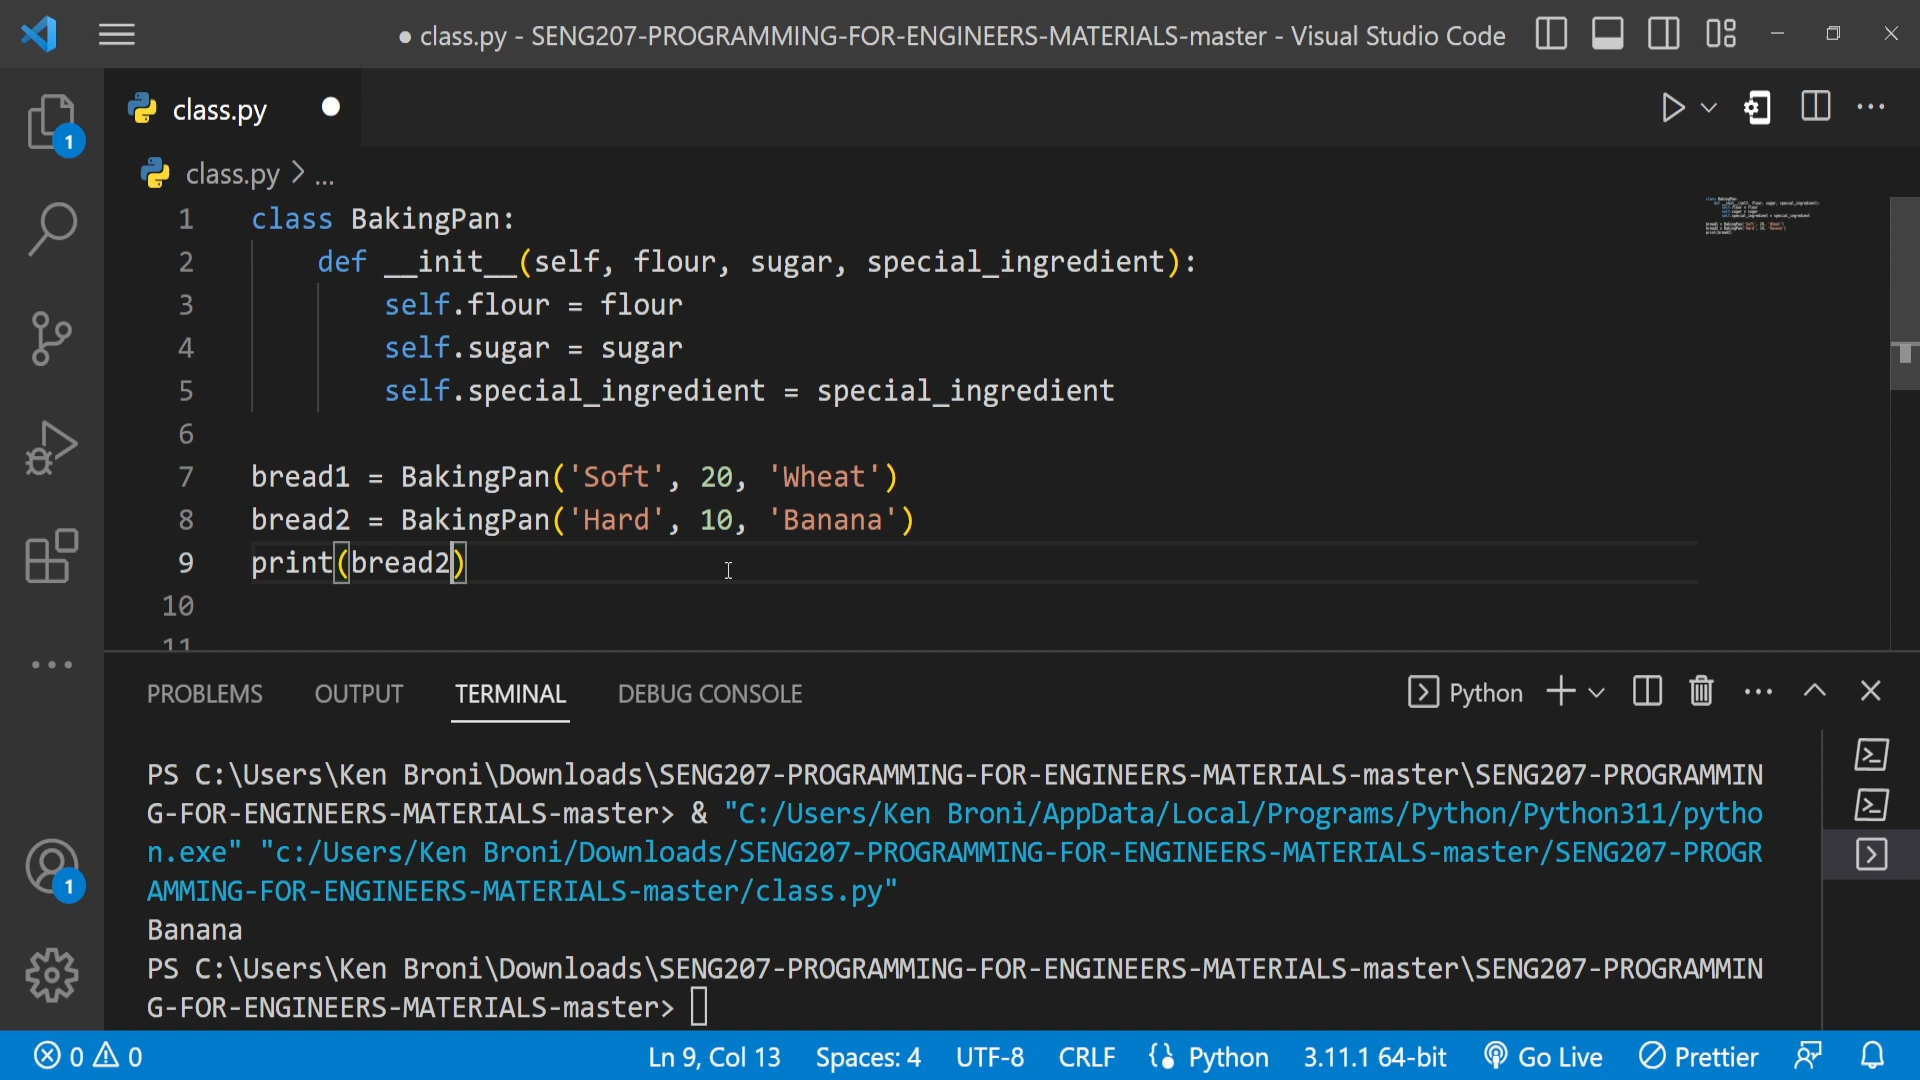 ● class.py - SENG207-PROGRAMMING-FOR-ENGINEERS-MATERIALS-master - Visual Studio Code
class.py
class.py > ...
1 class BakingPan:
2     def __init__(self, flour, sugar, special_ingredient):
3         self.flour = flour
4         self.sugar = sugar
5         self.special_ingredient = special_ingredient
6
7 bread1 = BakingPan('Soft', 20, 'Wheat')
8 bread2 = BakingPan('Hard', 10, 'Banana')
9 print(bread2)
10
11
1
PROBLEMS OUTPUT TERMINAL DEBUG CONSOLE Python
PS C:\Users\Ken Broni\Downloads\SENG207-PROGRAMMING-FOR-ENGINEERS-MATERIALS-master\SENG207-PROGRAMMIN
G-FOR-ENGINEERS-MATERIALS-master> & "C:/Users/Ken Broni/AppData/Local/Programs/Python/Python311/pytho
n.exe" "c:/Users/Ken Broni/Downloads/SENG207-PROGRAMMING-FOR-ENGINEERS-MATERIALS-master/SENG207-PROGR
AMMING-FOR-ENGINEERS-MATERIALS-master/class.py"
Banana
PS C:\Users\Ken Broni\Downloads\SENG207-PROGRAMMING-FOR-ENGINEERS-MATERIALS-master\SENG207-PROGRAMMIN
G-FOR-ENGINEERS-MATERIALS-master>
1
0 0 Ln 9, Col 13 Spaces: 4 UTF-8 CRLF Python 3.11.1 64-bit Go Live Prettier